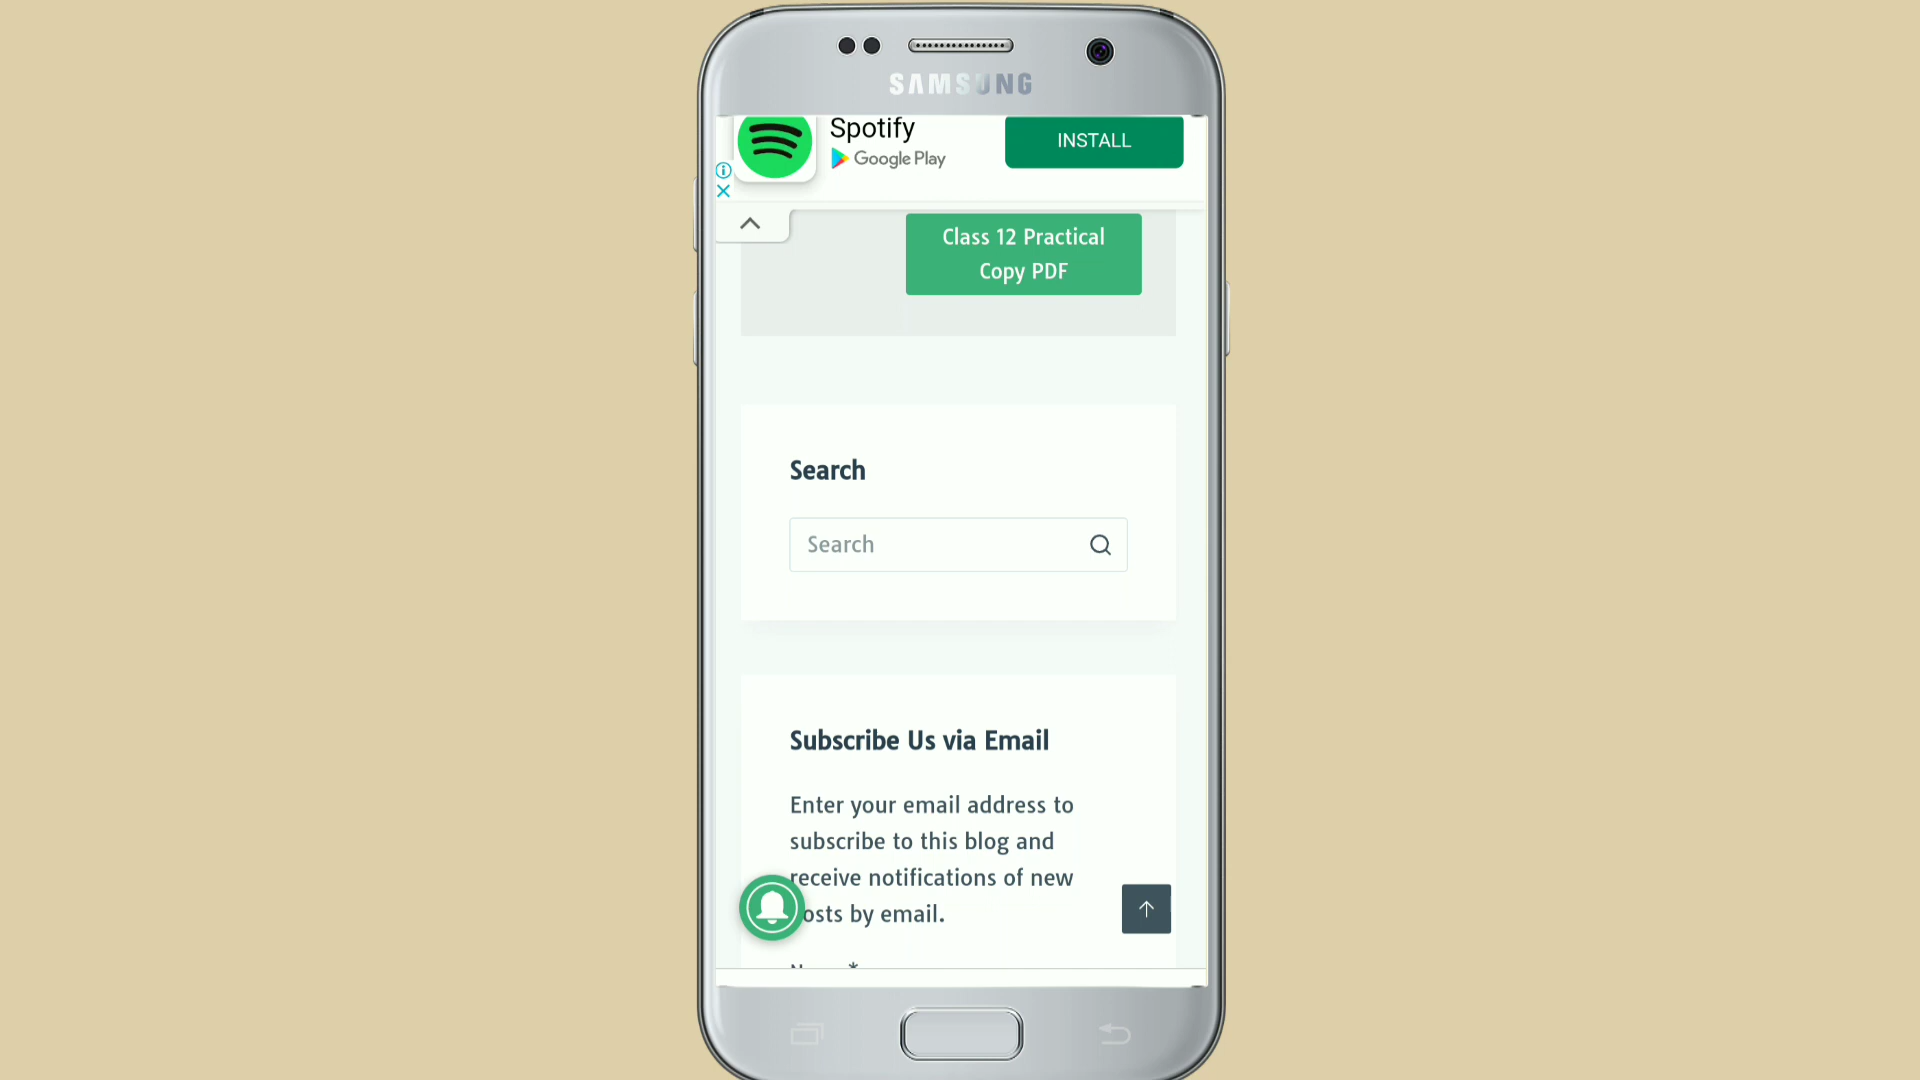 SAMSUNG
Spotify
Google Play
INSTALL
Class 12 Practical
Copy PDF
Search
Search
Subscribe Us via Email
Enter your email address to
subscribe to this blog and
receive notifications of new
osts by email.